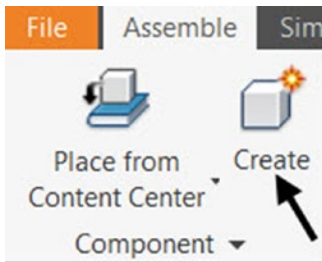 File Assemble Sim
Place from Create
Content Center
Component